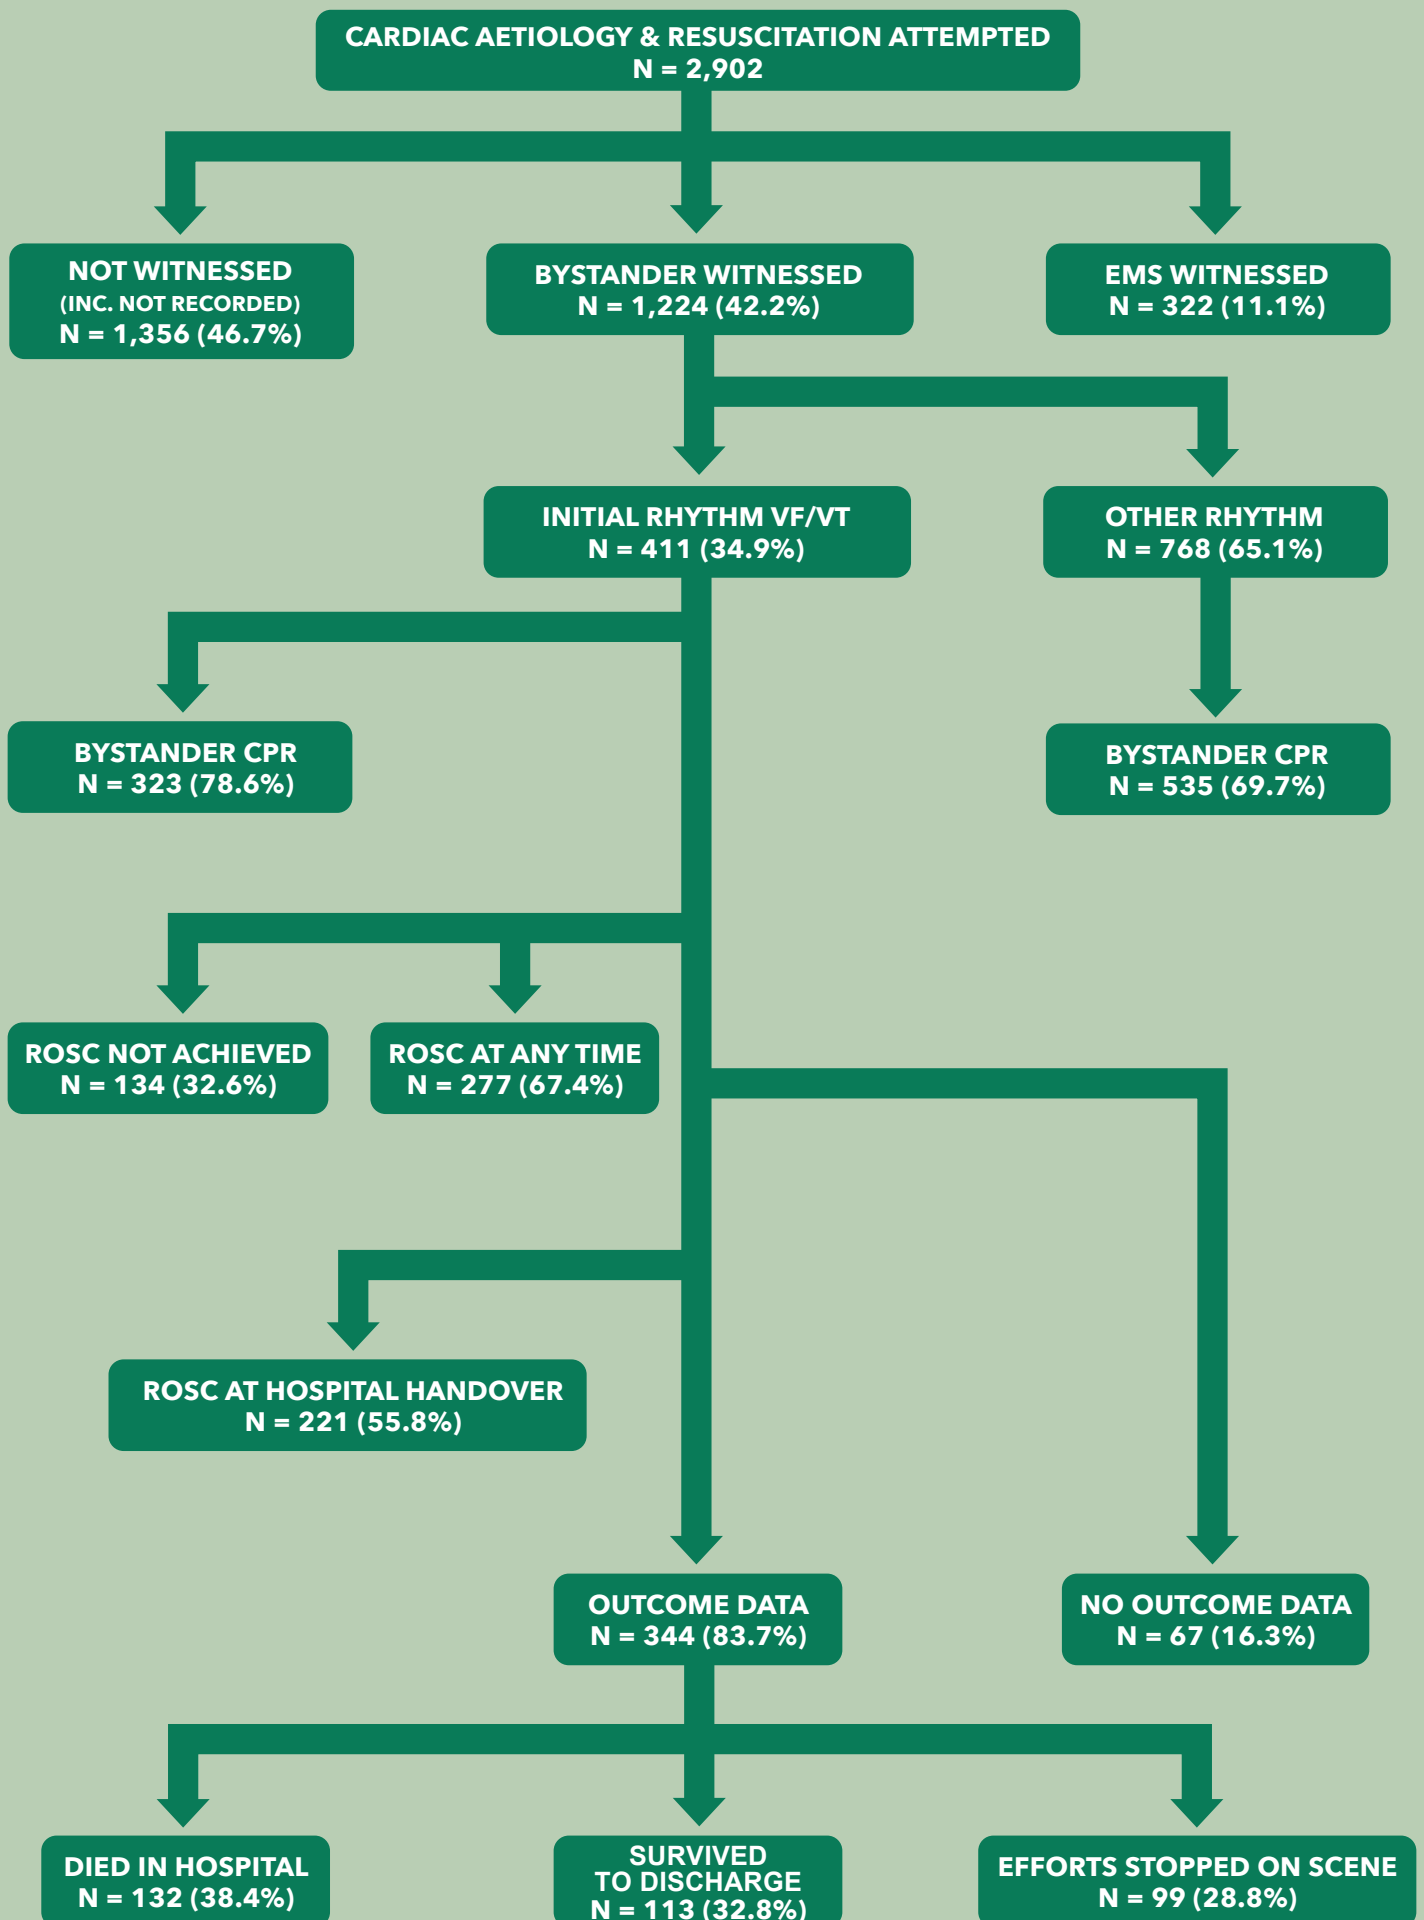 CARDIAC AETIOLOGY & RESUSCITATION ATTEMPTED
N = 2,902
NOT WITNESSED
(INC. NOT RECORDED)
N = 1,356 (46.7%)
BYSTANDER WITNESSED
N = 1,224 (42.2%)
EMS WITNESSED
N = 322 (11.1%)
INITIAL RHYTHM VF/VT
N = 411 (34.9%)
OTHER RHYTHM
N = 768 (65.1%)
BYSTANDER CPR
N = 323 (78.6%)
BYSTANDER CPR
N = 535 (69.7%)
ROSC NOT ACHIEVED
N = 134 (32.6%)
ROSC AT ANY TIME
N = 277 (67.4%)
ROSC AT HOSPITAL HANDOVER
N = 221 (55.8%)
OUTCOME DATA
N = 344 (83.7%)
NO OUTCOME DATA
N = 67 (16.3%)
DIED IN HOSPITAL
N = 132 (38.4%)
SURVIVED
TO DISCHARGE
N = 113 (32.8%)
EFFORTS STOPPED ON SCENE
N = 99 (28.8%)